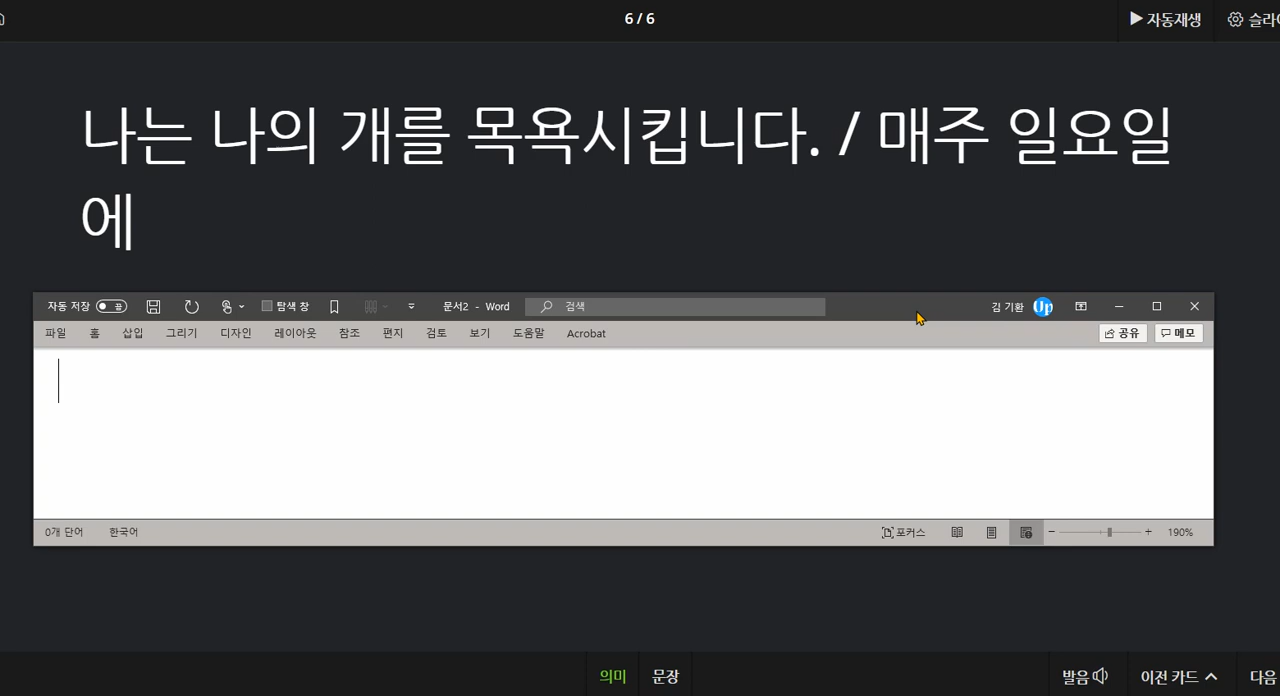 6 / 6
자동재생
슬라이
나는 나의 개를 목욕시킵니다. / 매주 일요일
에
자동 저장 끔 탐색 창 문서2 - Word 검색 김 기환 Up
파일 홈 삽입 그리기 디자인 레이아웃 참조 편지 검토 보기 도움말 Acrobat 공유 메모
0개 단어 한국어 포커스 190%
의미 문장 발음 이전 카드 다음